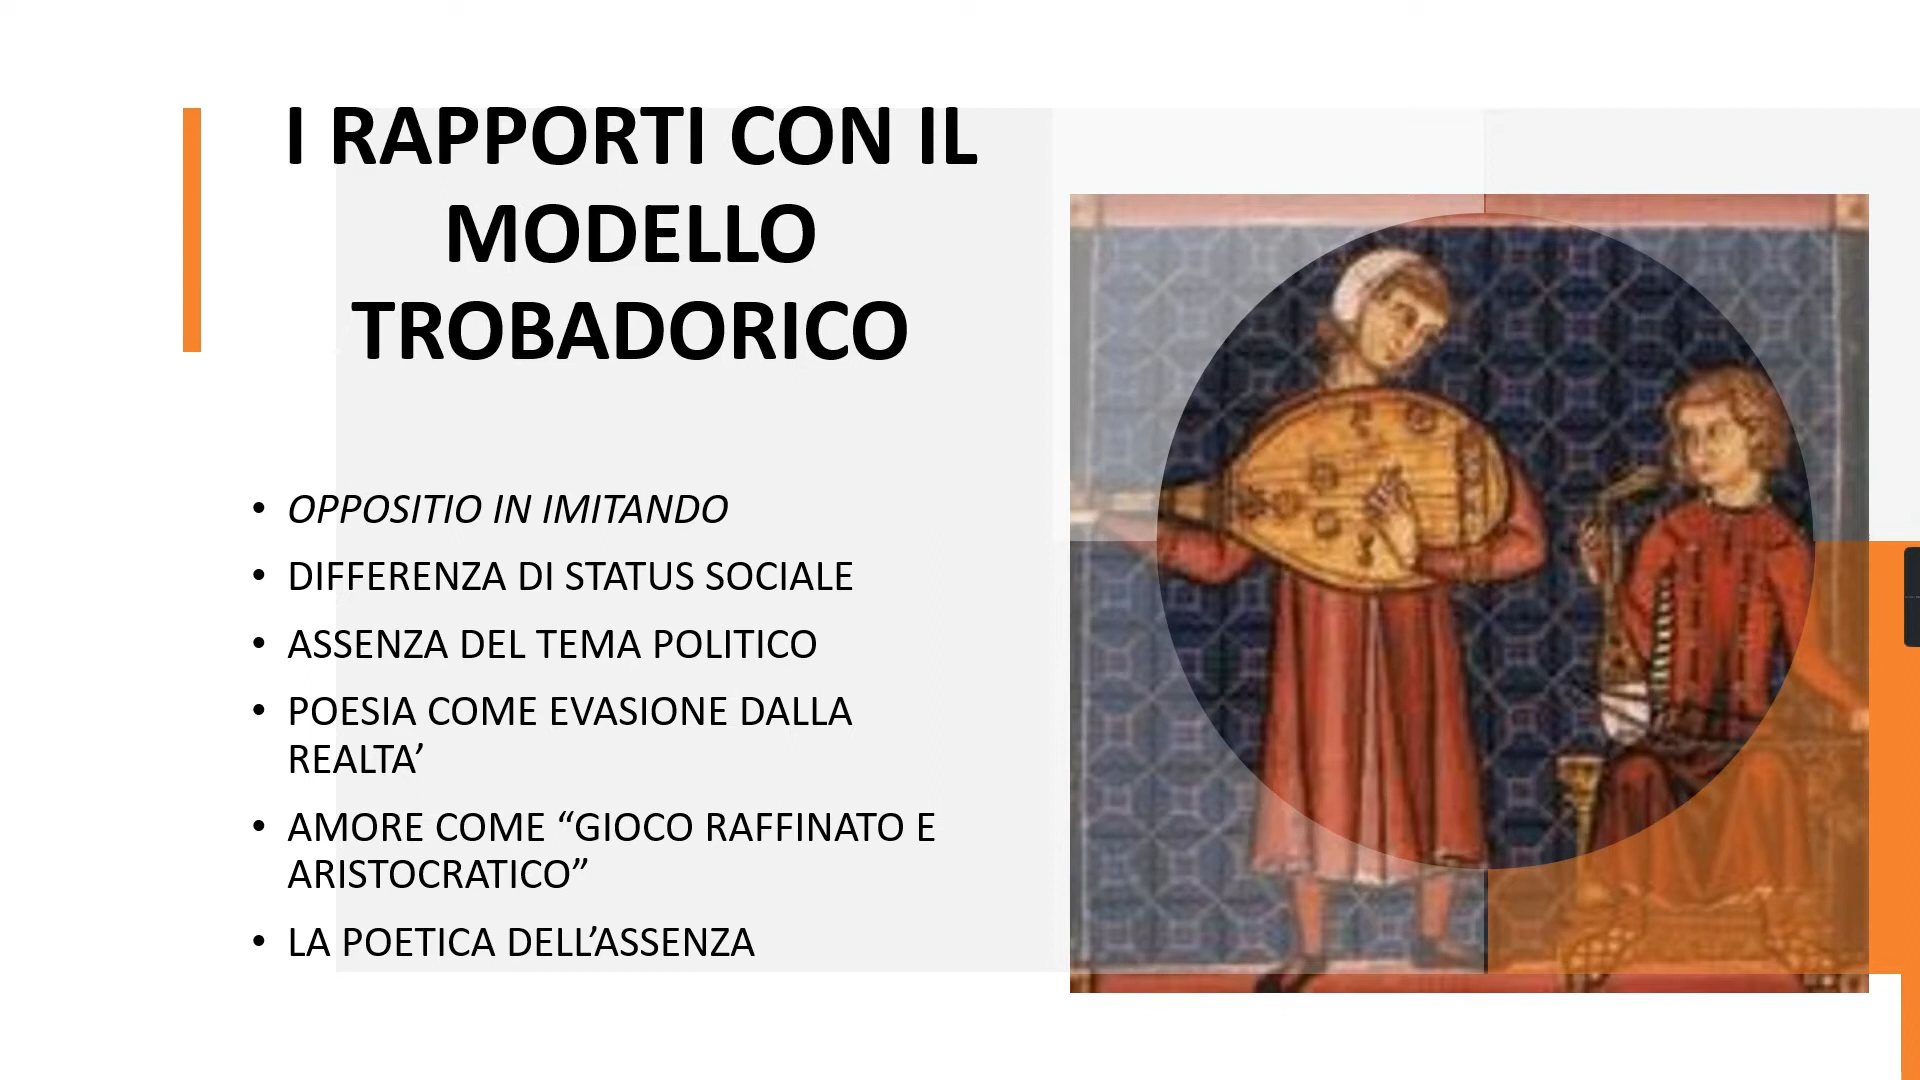 I RAPPORTI CON IL
MODELLO
TROBADORICO
• OPPOSITIO IN IMITANDO
• DIFFERENZA DI STATUS SOCIALE
• ASSENZA DEL TEMA POLITICO
• POESIA COME EVASIONE DALLA
REALTA’
• AMORE COME “GIOCO RAFFINATO E
ARISTOCRATICO”
• LA POETICA DELL’ASSENZA